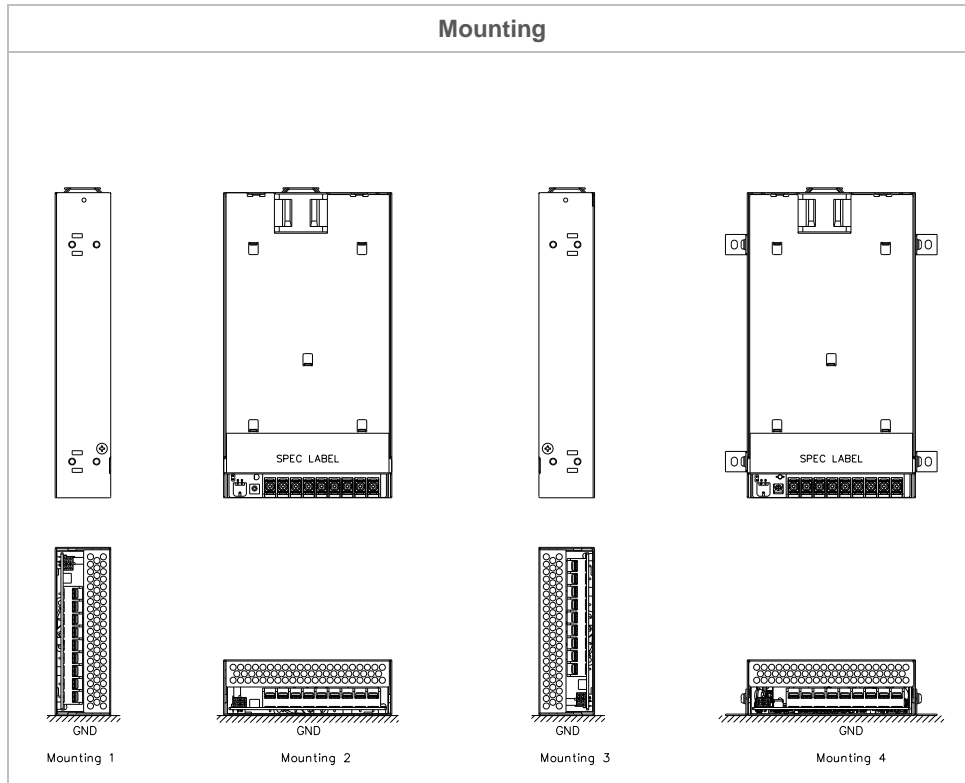 Mounting
SPEC LABEL
SPEC LABEL
GND
GND
GND
GND
Mounting 1
Mounting 2
Mounting 3
Mounting 4